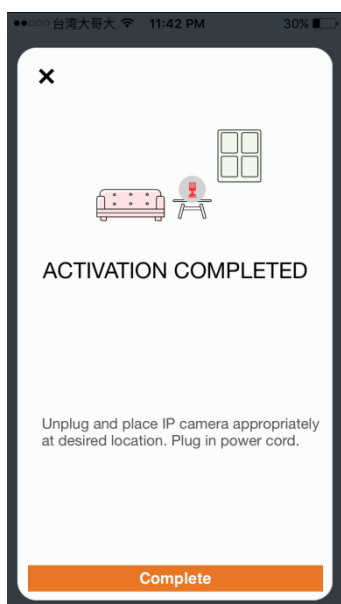 台湾大哥大 11:42 PM 30%
ACTIVATION COMPLETED
Unplug and place IP camera appropriately
at desired location. Plug in power cord.
Complete